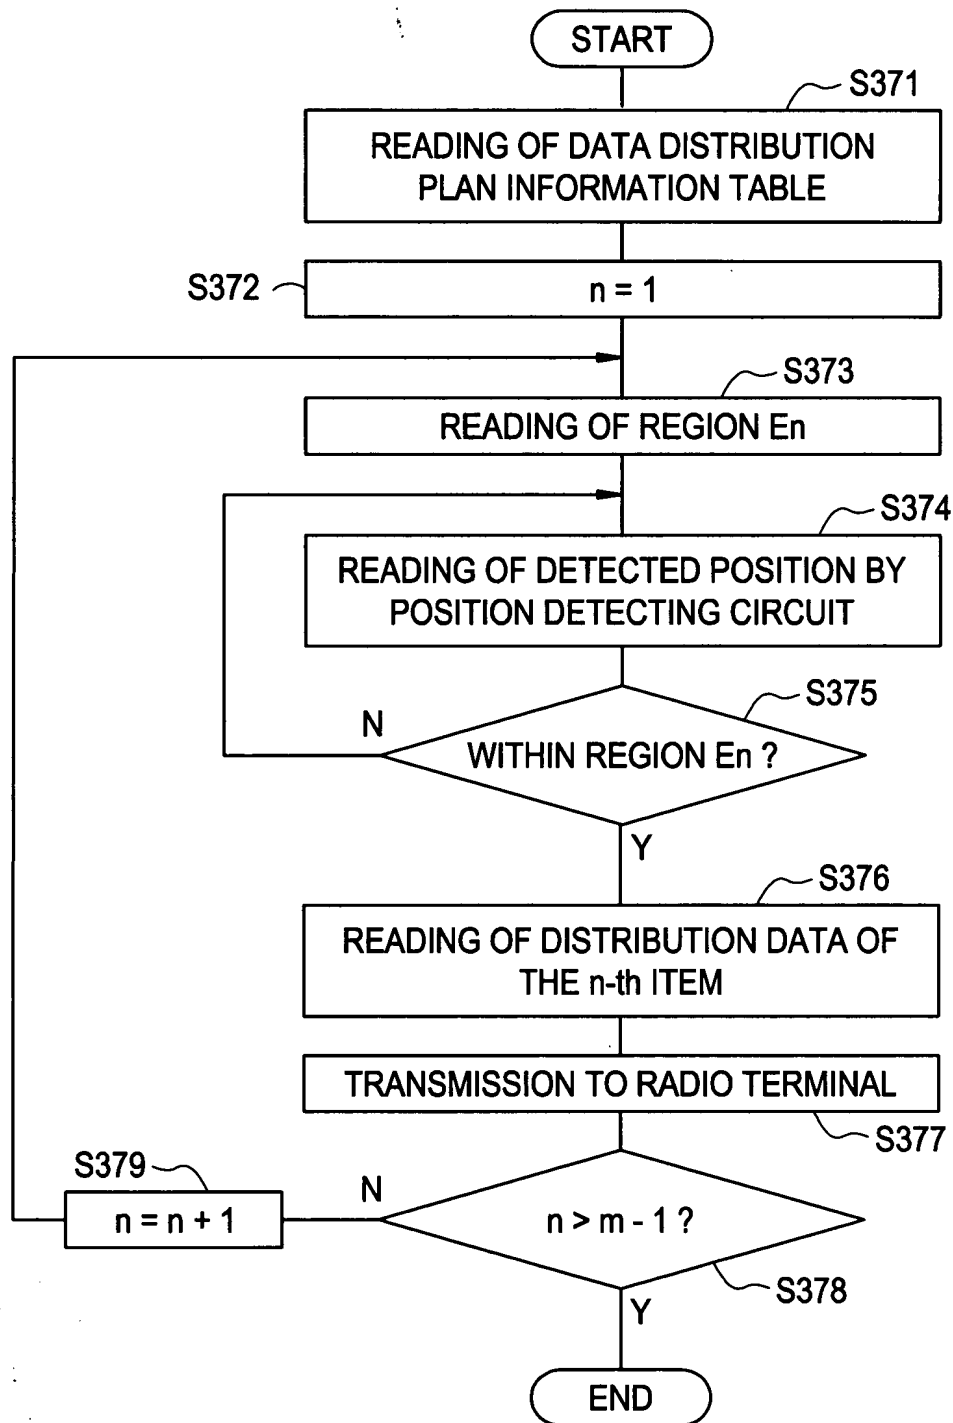 START
S371
READING OF DATA DISTRIBUTION
PLAN INFORMATION TABLE
S372
n = 1
S373
READING OF REGION En
S374
READING OF DETECTED POSITION BY
POSITION DETECTING CIRCUIT
S375
N
WITHIN REGION En ?
Y
S376
READING OF DISTRIBUTION DATA OF
THE n-th ITEM
TRANSMISSION TO RADIO TERMINAL
S377
S379
n = n + 1
N
n > m - 1 ?
S378
Y
END